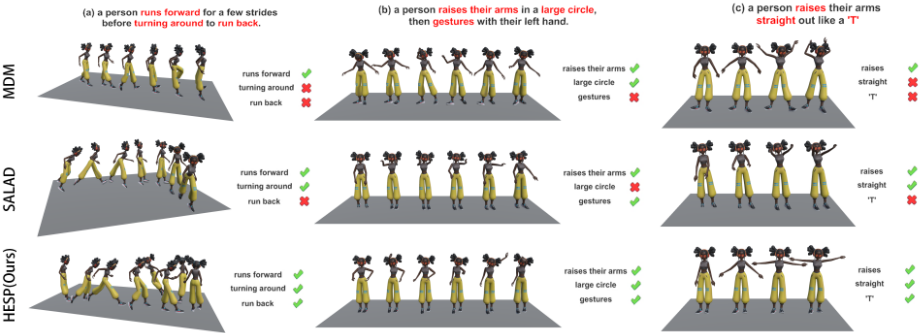 (a) a person runs forward for a few strides
before turning around to run back.
(b) a person raises their arms in a large circle,
then gestures with their left hand.
(c) a person raises their arms
straight out like a 'T'
MDM
runs forward
turning around
run back
raises their arms
large circle
gestures
raises
straight
'T'
SALAD
runs forward
turning around
run back
raises their arms
large circle
gestures
raises
straight
'T'
HESP(Ours)
runs forward
turning around
run back
raises their arms
large circle
gestures
raises
straight
'T'